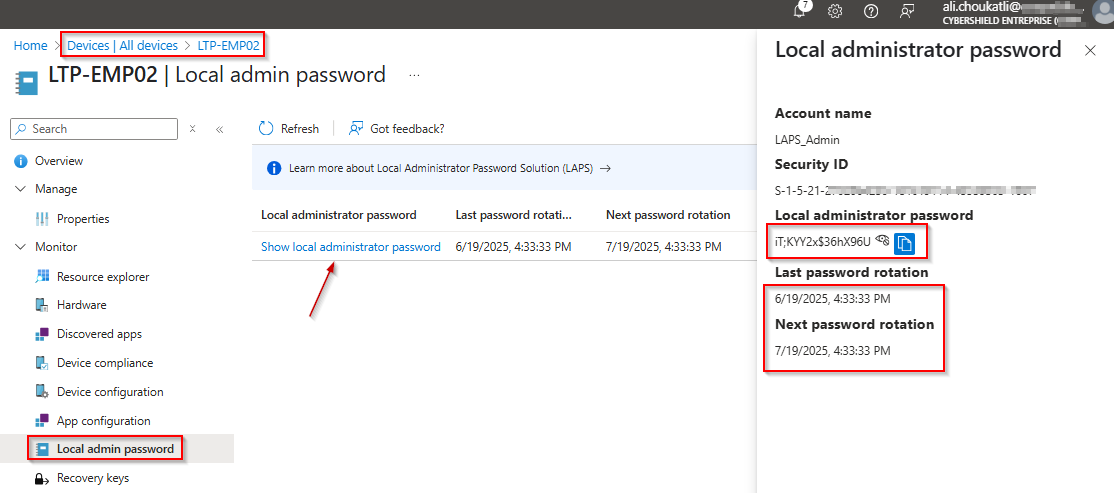 7
ali.choukatli@
CYBERSHIELD ENTREPRISE (
Home > Devices | All devices > LTP-EMP02
LTP-EMP02 | Local admin password ...
Search
Overview
Manage
Properties
Monitor
Resource explorer
Hardware
Discovered apps
Device compliance
Device configuration
App configuration
Local admin password
Recovery keys
Refresh
Got feedback?
Learn more about Local Administrator Password Solution (LAPS) →
Local administrator password Last password rotati... Next password rotation
Show local administrator password 6/19/2025, 4:33:33 PM 7/19/2025, 4:33:33 PM
Local administrator password
Account name
LAPS_Admin
Security ID
S-1-5-21-
Local administrator password
iT;KYY2x$36hX96U
Last password rotation
6/19/2025, 4:33:33 PM
Next password rotation
7/19/2025, 4:33:33 PM